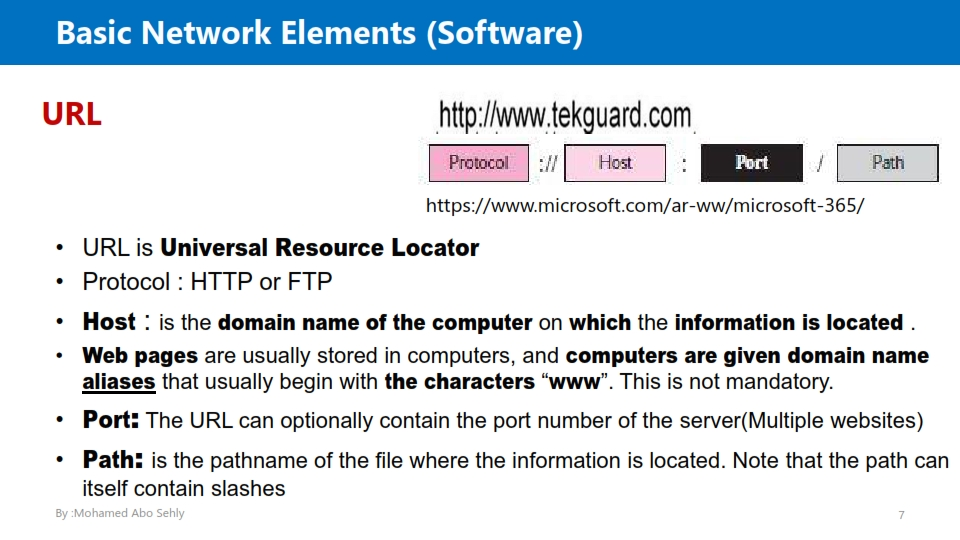 Basic Network Elements (Software)
URL
http://www.tekguard.com
Protocol :// Host : Port / Path
https://www.microsoft.com/ar-ww/microsoft-365/
• URL is Universal Resource Locator
• Protocol : HTTP or FTP
• Host : is the domain name of the computer on which the information is located .
• Web pages are usually stored in computers, and computers are given domain name
aliases that usually begin with the characters “www”. This is not mandatory.
• Port: The URL can optionally contain the port number of the server(Multiple websites)
• Path: is the pathname of the file where the information is located. Note that the path can
itself contain slashes
By :Mohamed Abo Sehly
7